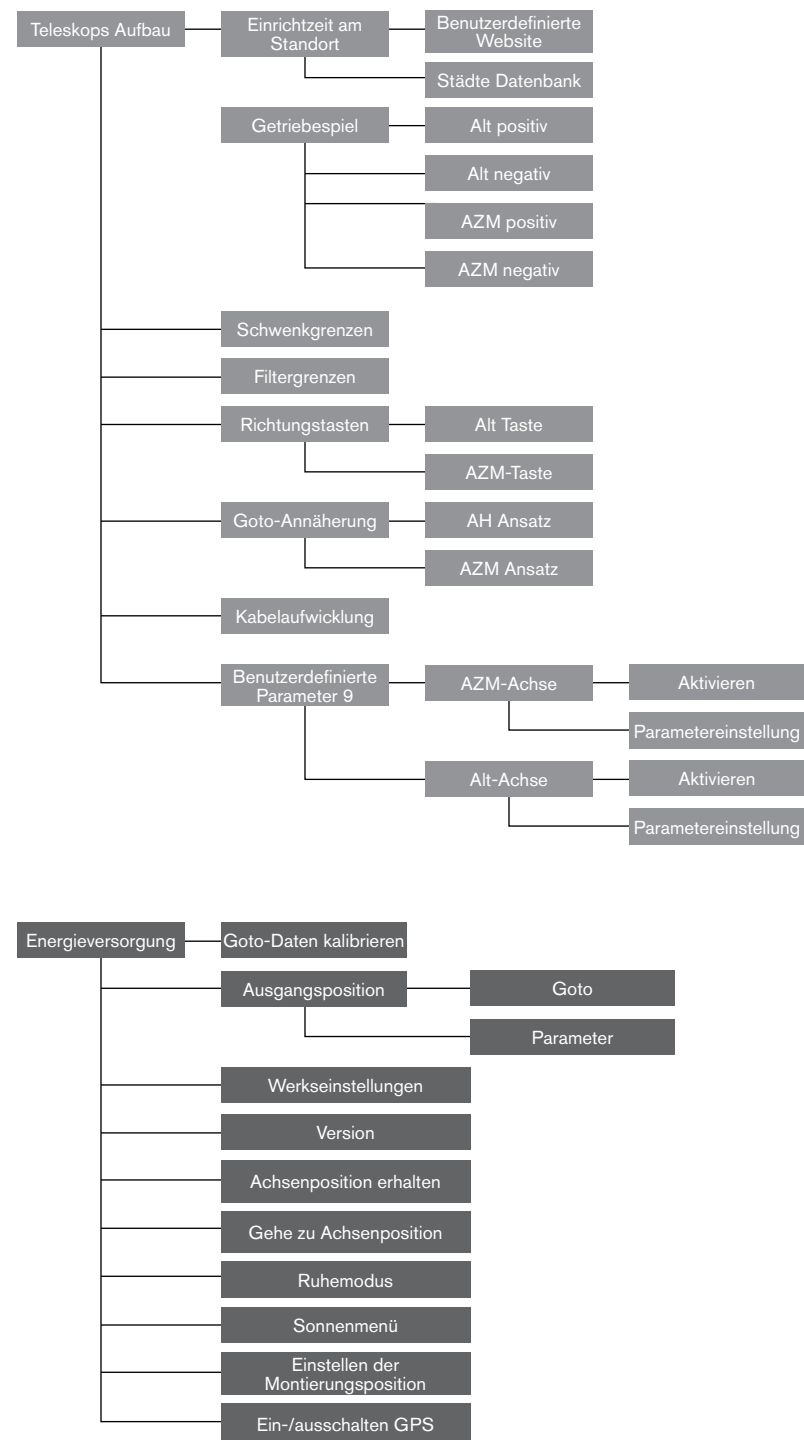 Teleskops Aufbau
Einrichtzeit am
Standort
Benutzerdefinierte
Website
Städte Datenbank
Getriebespiel
Alt positiv
Alt negativ
AZM positiv
AZM negativ
Schwenkgrenzen
Filtergrenzen
Richtungstasten
Alt Taste
AZM-Taste
Goto-Annäherung
AH Ansatz
AZM Ansatz
Kabelaufwicklung
Benutzerdefinierte
Parameter 9
AZM-Achse
Aktivieren
Parametereinstellung
Alt-Achse
Aktivieren
Parametereinstellung
Energieversorgung
Goto-Daten kalibrieren
Ausgangsposition
Goto
Parameter
Werkseinstellungen
Version
Achsenposition erhalten
Gehe zu Achsenposition
Ruhemodus
Sonnenmenü
Einstellen der
Montierungsposition
Ein-/ausschalten GPS